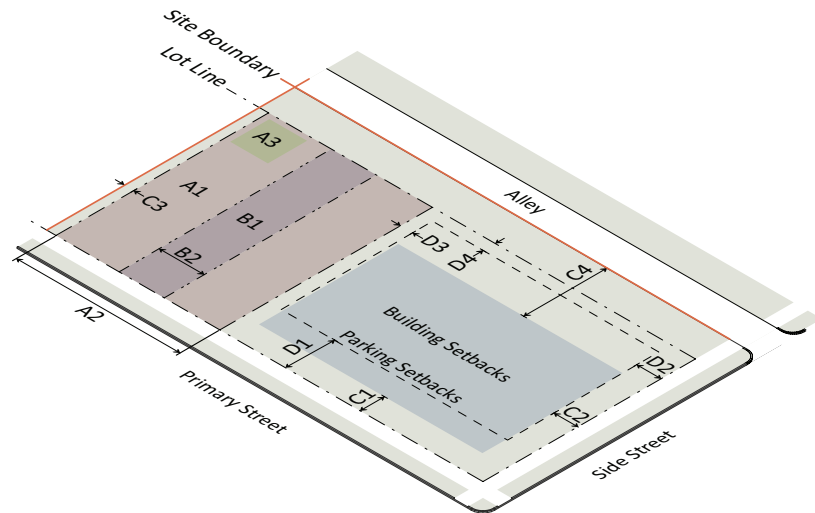 Site Boundary
Lot Line
A3
A1
C3
B1
B2
A2
Alley
D3
D4
C4
Building Setbacks
Parking Setbacks
D1
D2
C1
C2
Primary Street
Side Street